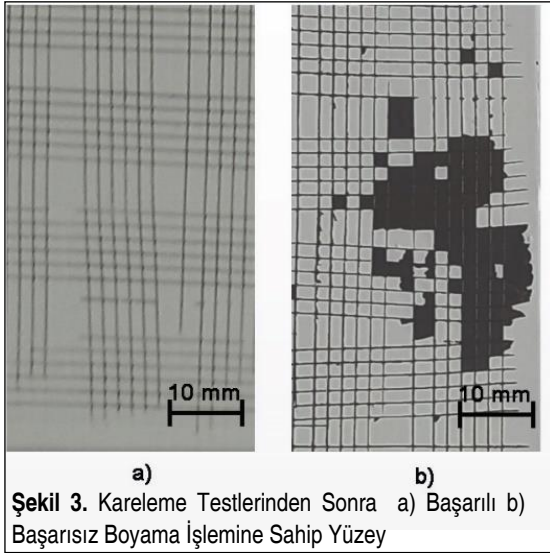 10 mm
10 mm
a)
b)
Şekil 3. Kareleme Testlerinden Sonra a) Başarılı b)
Başarısız Boyama İşlemine Sahip Yüzey